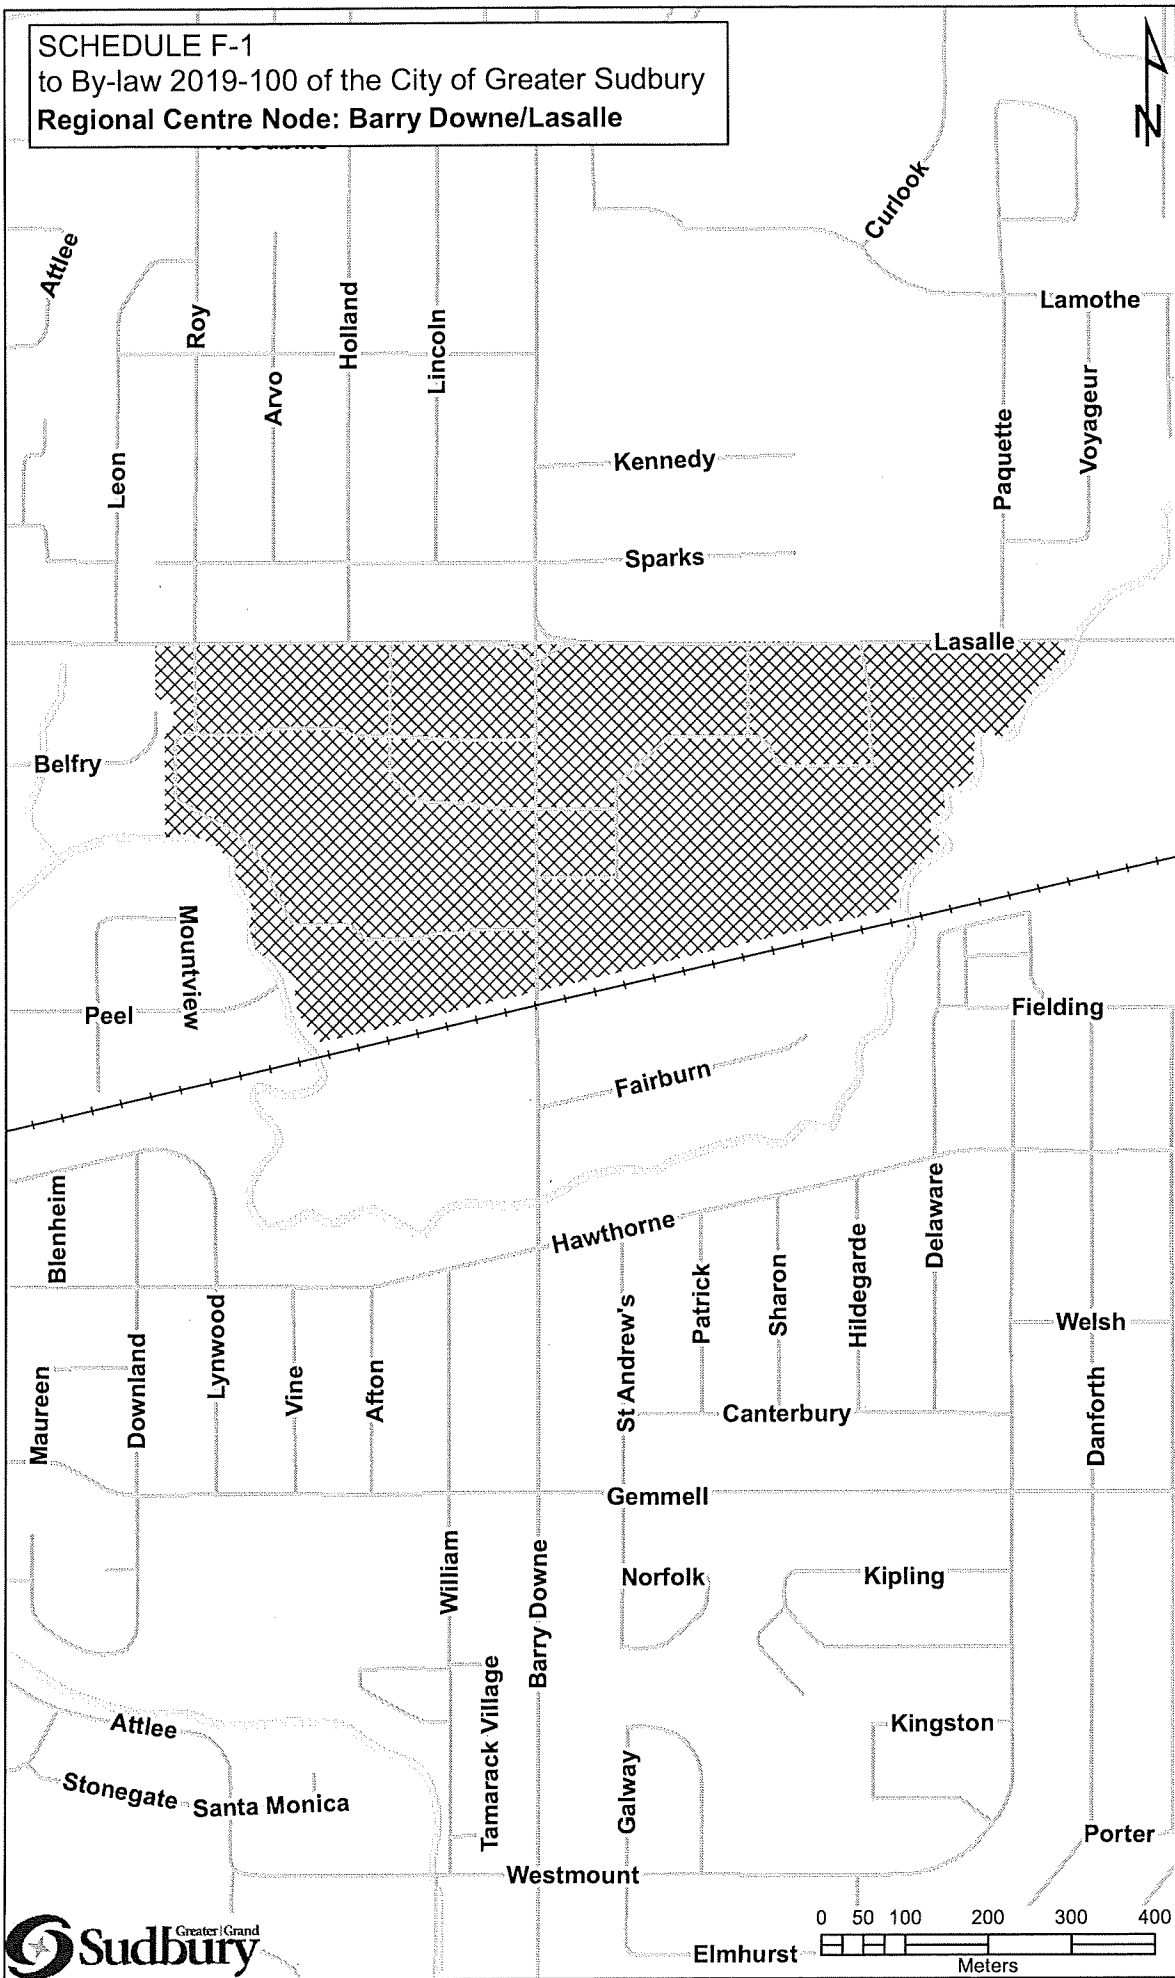 SCHEDULE F-1
to By-law 2019-100 of the City of Greater Sudbury
Regional Centre Node: Barry Downe/Lasalle
N
Curlook
Attlee
Lamothe
Roy
Holland
Lincoln
Arvo
Voyageur
Paquette
Leon
Kennedy
Sparks
Lasalle
Belfry
Mountview
Peel
Fielding
Fairburn
Blenheim
Hawthorne
Delaware
Hildegarde
Sharon
Patrick
St Andrew's
Welsh
Lynwood
Downland
Vine
Afton
Maureen
Canterbury
Danforth
Gemmell
William
Barry Downe
Norfolk
Kipling
Tamarack Village
Attlee
Kingston
Stonegate
Santa Monica
Galway
Porter
Westmount
Elmhurst
0 50 100 200 300 400
Meters
Greater Grand
Sudbury